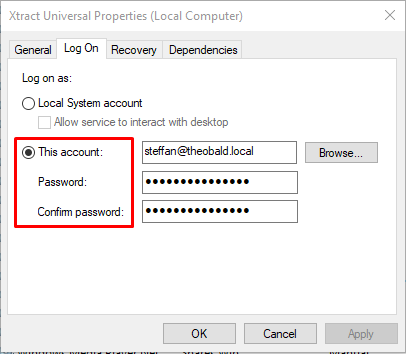 Xtract Universal Properties (Local Computer)
General Log On Recovery Dependencies
Log on as:
Local System account
Allow service to interact with desktop
This account: steffan@theobald.local Browse...
Password: •••••••••••••••
Confirm password: •••••••••••••••
OK Cancel Apply